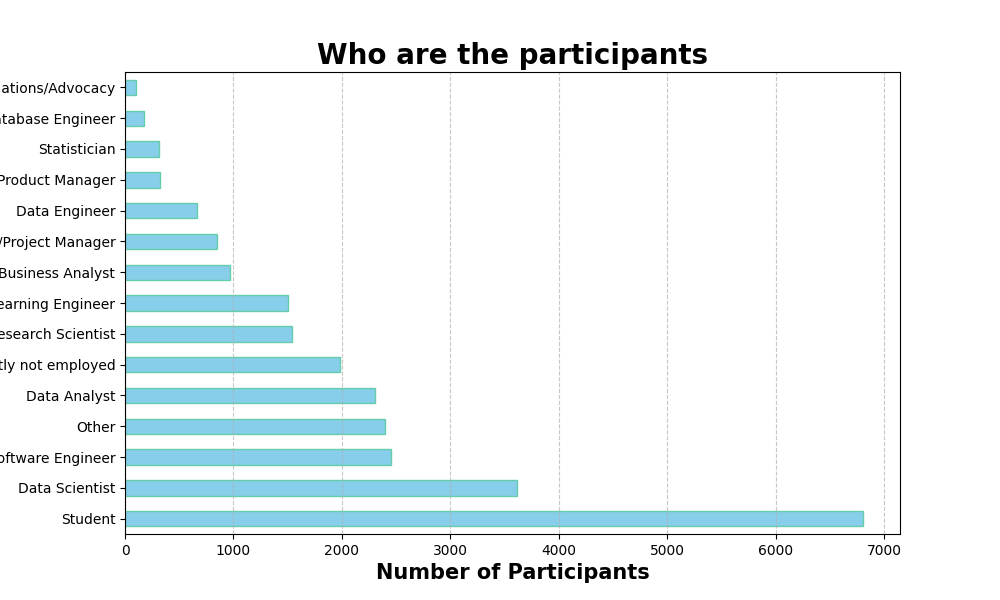 Who are the participants
ations/Advocacy
tabase Engineer
Statistician
Product Manager
Data Engineer
/Project Manager
Business Analyst
earning Engineer
esearch Scientist
tly not employed
Data Analyst
Other
oftware Engineer
Data Scientist
Student
0 1000 2000 3000 4000 5000 6000 7000
Number of Participants